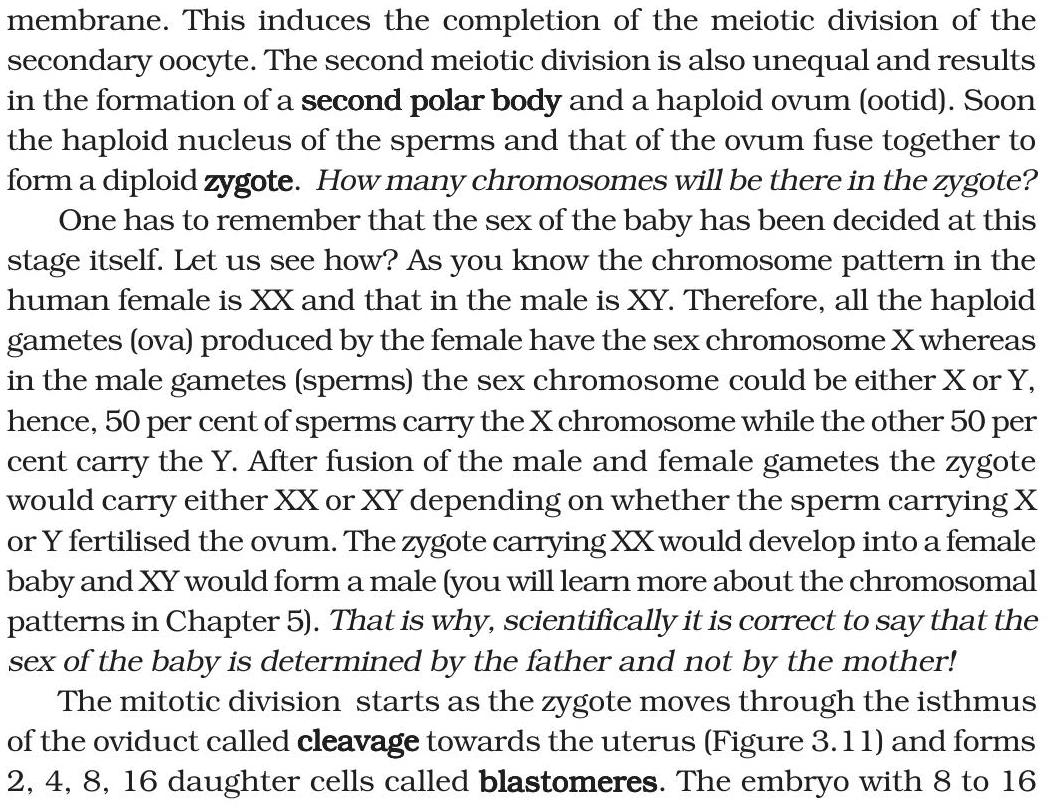 membrane. This induces the completion of the meiotic division of the
secondary oocyte. The second meiotic division is also unequal and results
in the formation of a second polar body and a haploid ovum (ootid). Soon
the haploid nucleus of the sperms and that of the ovum fuse together to
form a diploid zygote. How many chromosomes will be there in the zygote?
One has to remember that the sex of the baby has been decided at this
stage itself. Let us see how? As you know the chromosome pattern in the
human female is XX and that in the male is XY. Therefore, all the haploid
gametes (ova) produced by the female have the sex chromosome X whereas
in the male gametes (sperms) the sex chromosome could be either X or Y,
hence, 50 per cent of sperms carry the X chromosome while the other 50 per
cent carry the Y. After fusion of the male and female gametes the zygote
would carry either XX or XY depending on whether the sperm carrying X
or Y fertilised the ovum. The zygote carrying XX would develop into a female
baby and XY would form a male (you will learn more about the chromosomal
patterns in Chapter 5). That is why, scientifically it is correct to say that the
sex of the baby is determined by the father and not by the mother!
The mitotic division starts as the zygote moves through the isthmus
of the oviduct called cleavage towards the uterus (Figure 3.11) and forms
2, 4, 8, 16 daughter cells called blastomeres. The embryo with 8 to 16